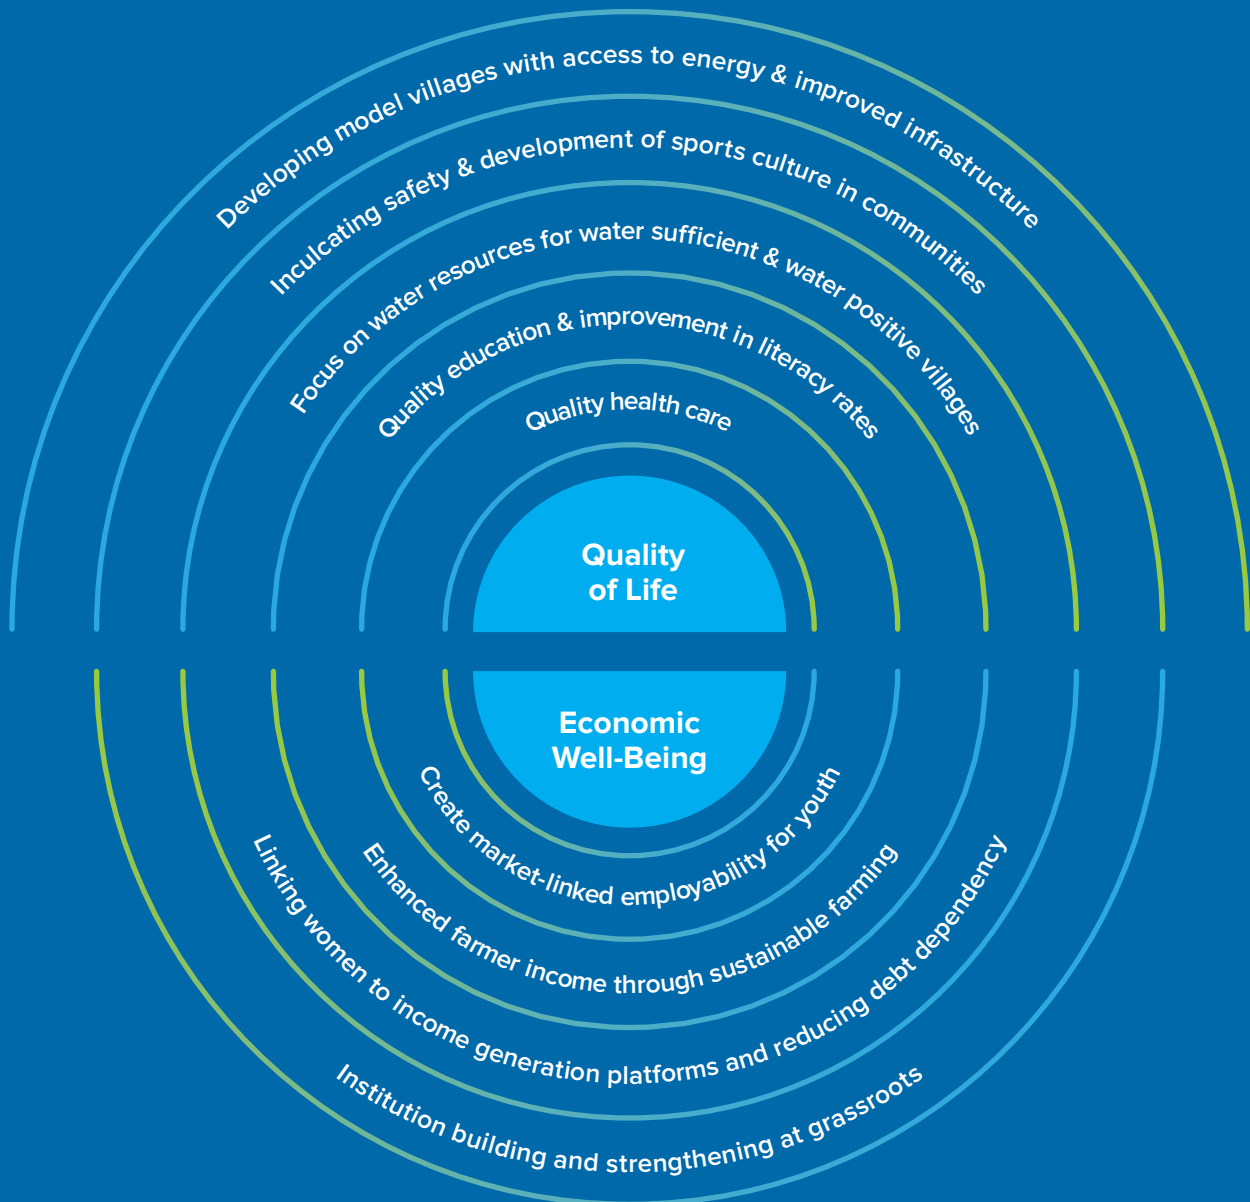 Developing model villages with access to energy & improved infrastructure
Inculcating safety & development of sports culture in communities
Focus on water resources for water sufficient & water positive villages
Quality education & improvement in literacy rates
Quality health care
Quality
of Life
Economic
Well-Being
Create market-linked employability for youth
Enhanced farmer income through sustainable farming
Linking women to income generation platforms and reducing debt dependency
Institution building and strengthening at grassroots